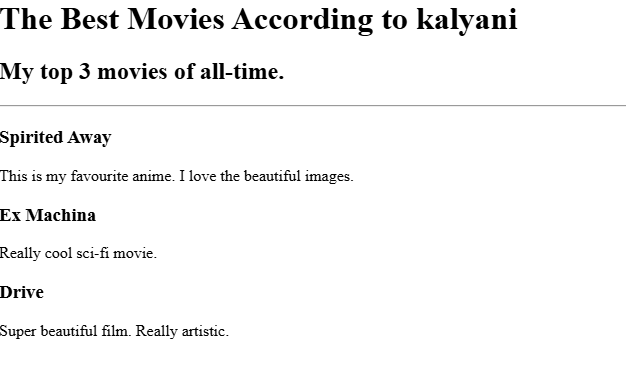 The Best Movies According to kalyani
My top 3 movies of all-time.
Spirited Away
This is my favourite anime. I love the beautiful images.
Ex Machina
Really cool sci-fi movie.
Drive
Super beautiful film. Really artistic.